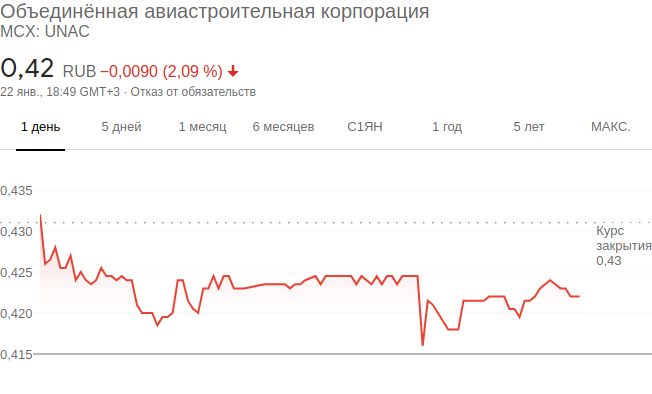 Объединённая авиастроительная корпорация
MCX: UNAC
0,42 RUB −0,0090 (2,09 %)
22 янв., 18:49 GMT+3 · Отказ от обязательств
1 день 5 дней 1 месяц 6 месяцев С1ЯН 1 год 5 лет МАКС.
0,435
0,430
Курс
закрытия
0,43
0,425
0,420
0,415